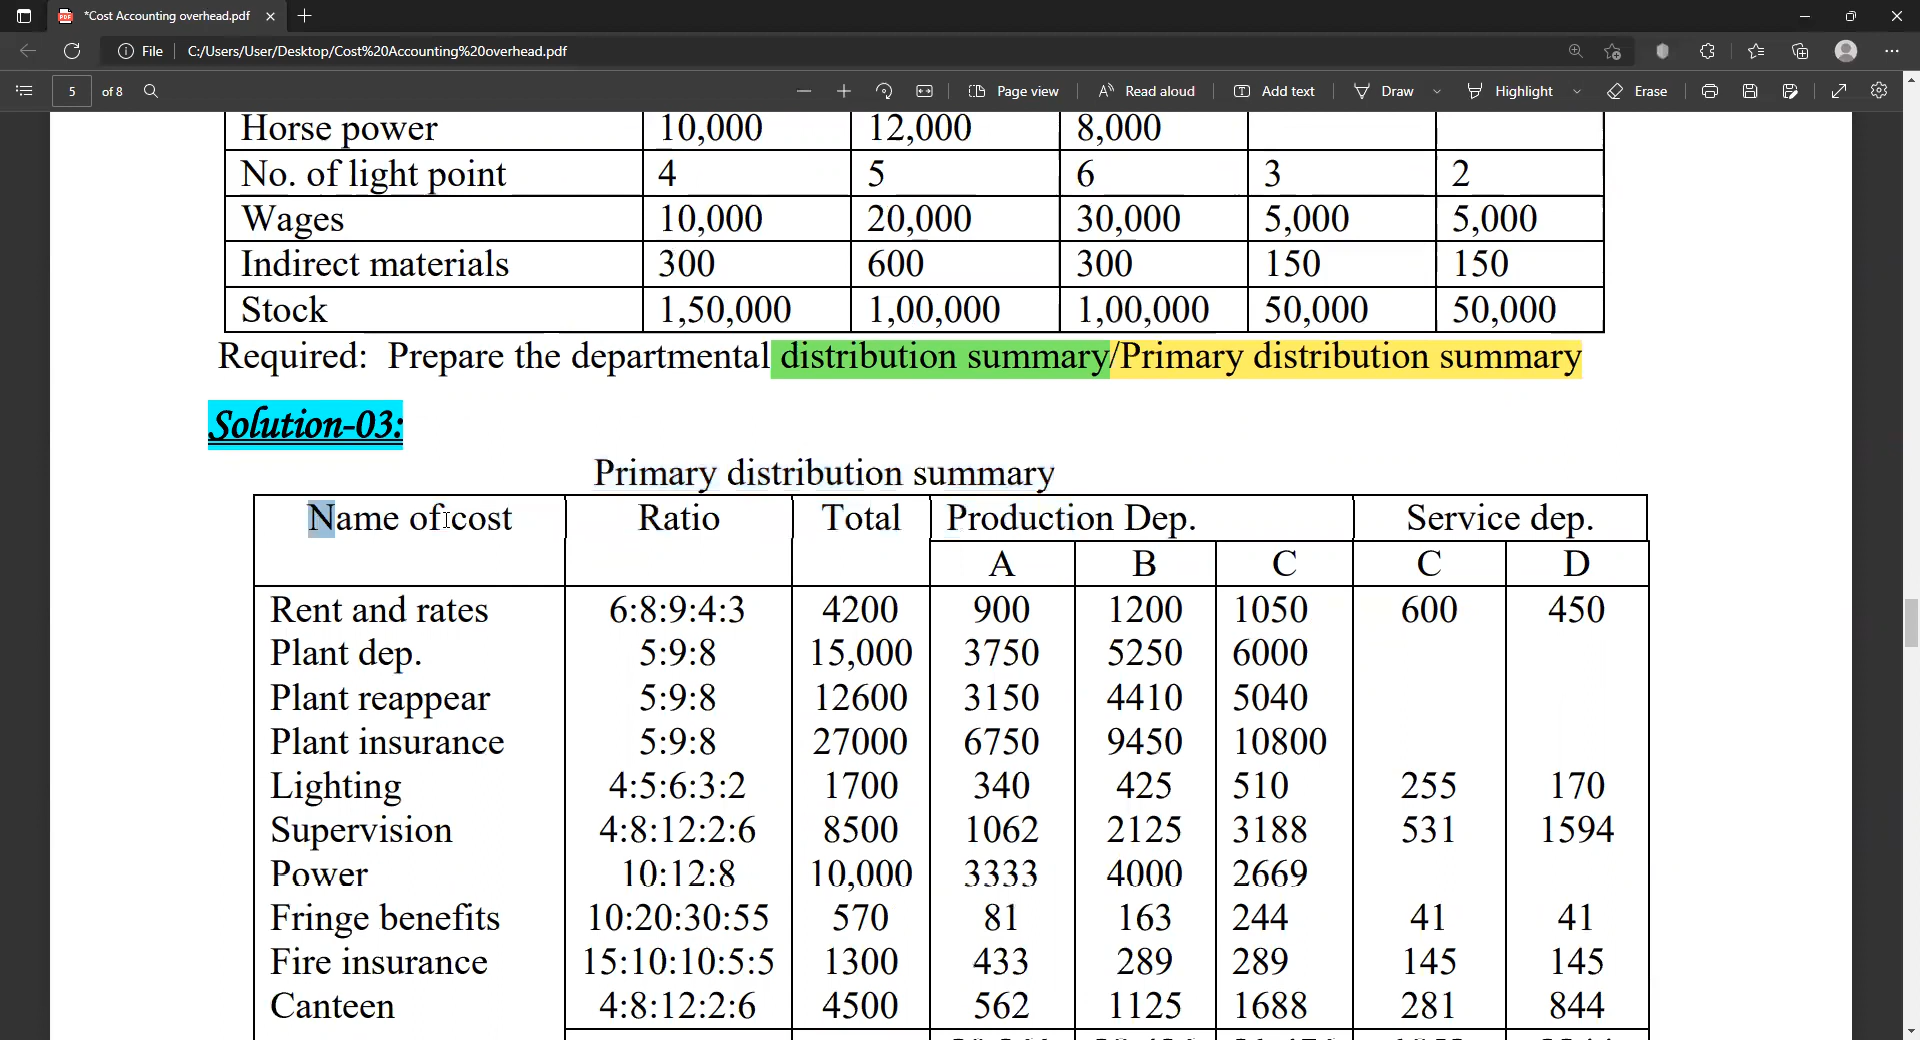 *Cost Accounting overhead.pdf
File C:/Users/User/Desktop/Cost%20Accounting%20overhead.pdf
5 of 8 Page view Read aloud Add text Draw Highlight Erase
Horse power 10,000 12,000 8,000
No. of light point 4 5 6 3 2
Wages 10,000 20,000 30,000 5,000 5,000
Indirect materials 300 600 300 150 150
Stock 1,50,000 1,00,000 1,00,000 50,000 50,000
Required: Prepare the departmental distribution summary/Primary distribution summary
Solution-03:
Primary distribution summary
Name of cost Ratio Total Production Dep. Service dep.
A B C C D
Rent and rates 6:8:9:4:3 4200 900 1200 1050 600 450
Plant dep. 5:9:8 15,000 3750 5250 6000
Plant reappear 5:9:8 12600 3150 4410 5040
Plant insurance 5:9:8 27000 6750 9450 10800
Lighting 4:5:6:3:2 1700 340 425 510 255 170
Supervision 4:8:12:2:6 8500 1062 2125 3188 531 1594
Power 10:12:8 10,000 3333 4000 2669
Fringe benefits 10:20:30:55 570 81 163 244 41 41
Fire insurance 15:10:10:5:5 1300 433 289 289 145 145
Canteen 4:8:12:2:6 4500 562 1125 1688 281 844